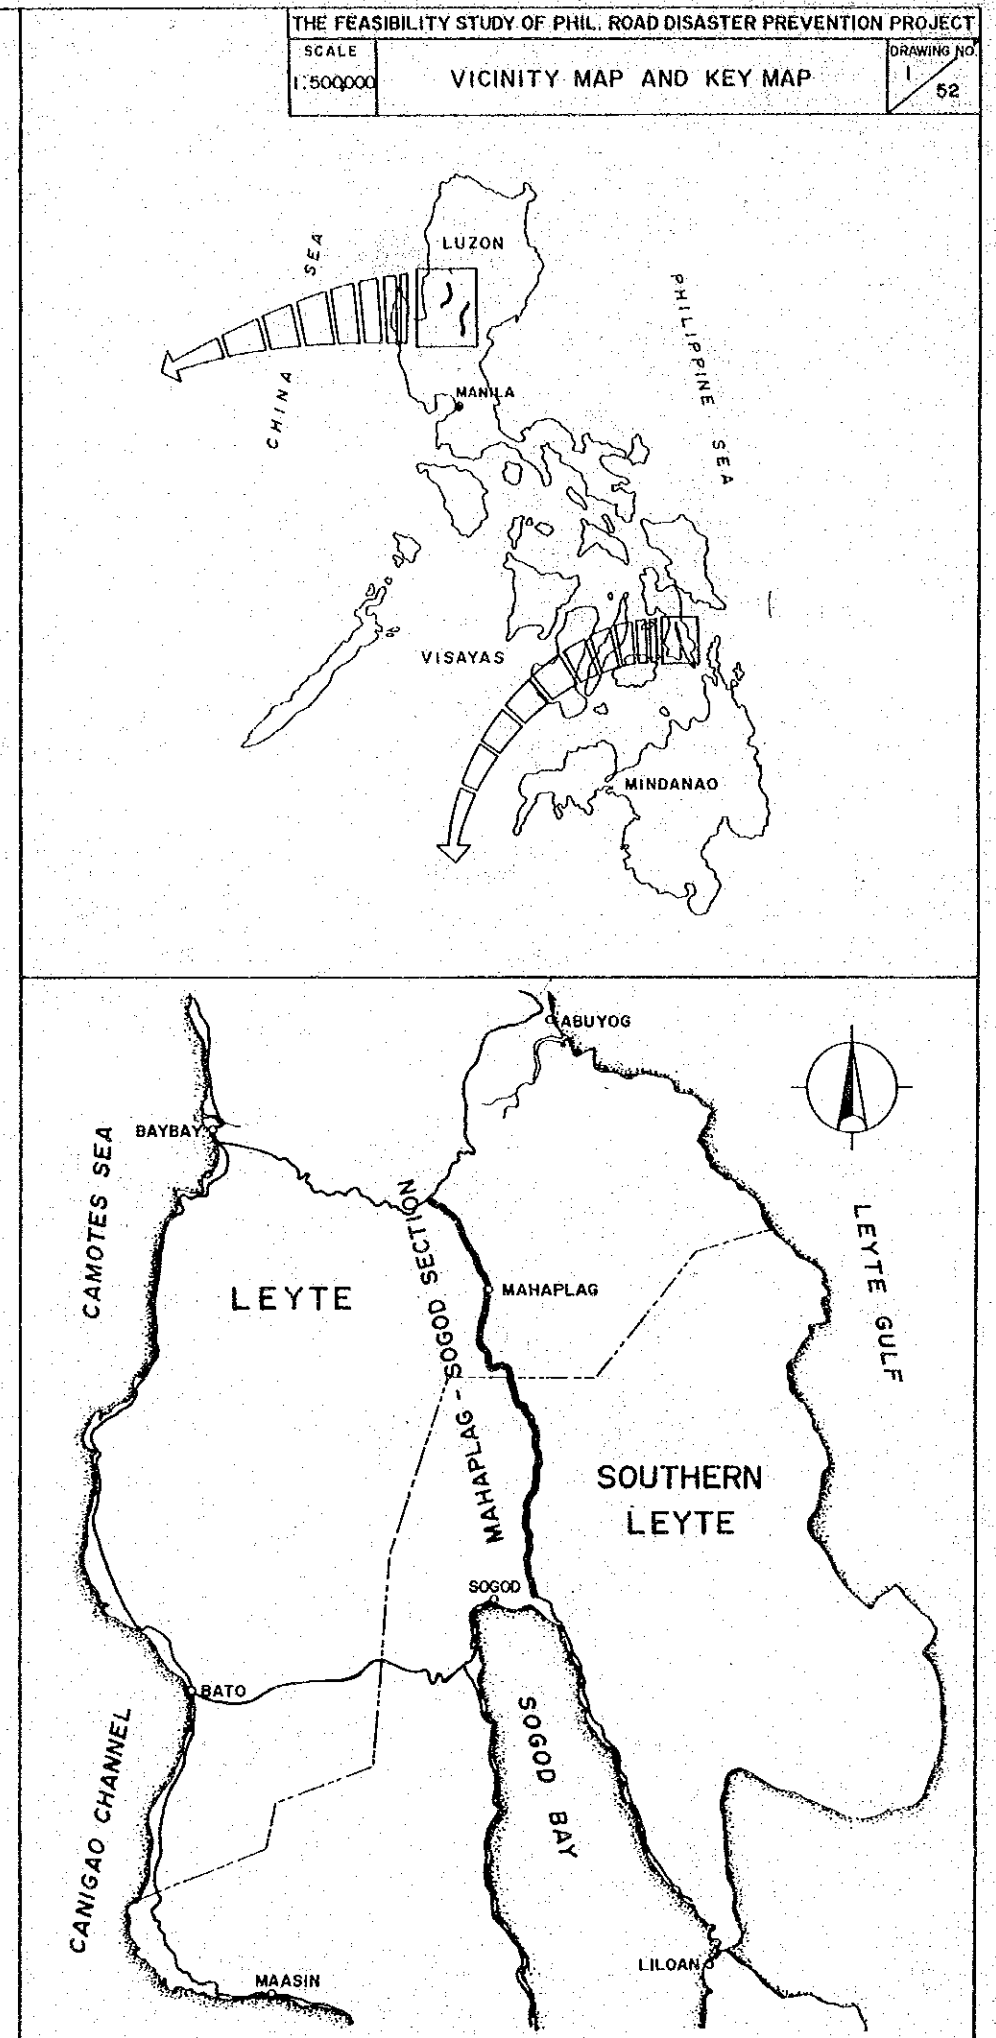 THE FEASIBILITY STUDY OF PHIL. ROAD DISASTER PREVENTION PROJECT
SCALE
1:500,000
VICINITY MAP AND KEY MAP
DRAWING NO.
1/52
LUZON
CHINA SEA
PHILIPPINE SEA
MANILA
VISAYAS
MINDANAO
ABUYOG
BAYBAY
CAMOTES SEA
MAHAPLAG - SOGOD SECTION
LEYTE
MAHAPLAG
LEYTE GULF
SOUTHERN
LEYTE
SOGOD
BATO
SOGOD BAY
CANIGAO CHANNEL
LILOAN
MAASIN